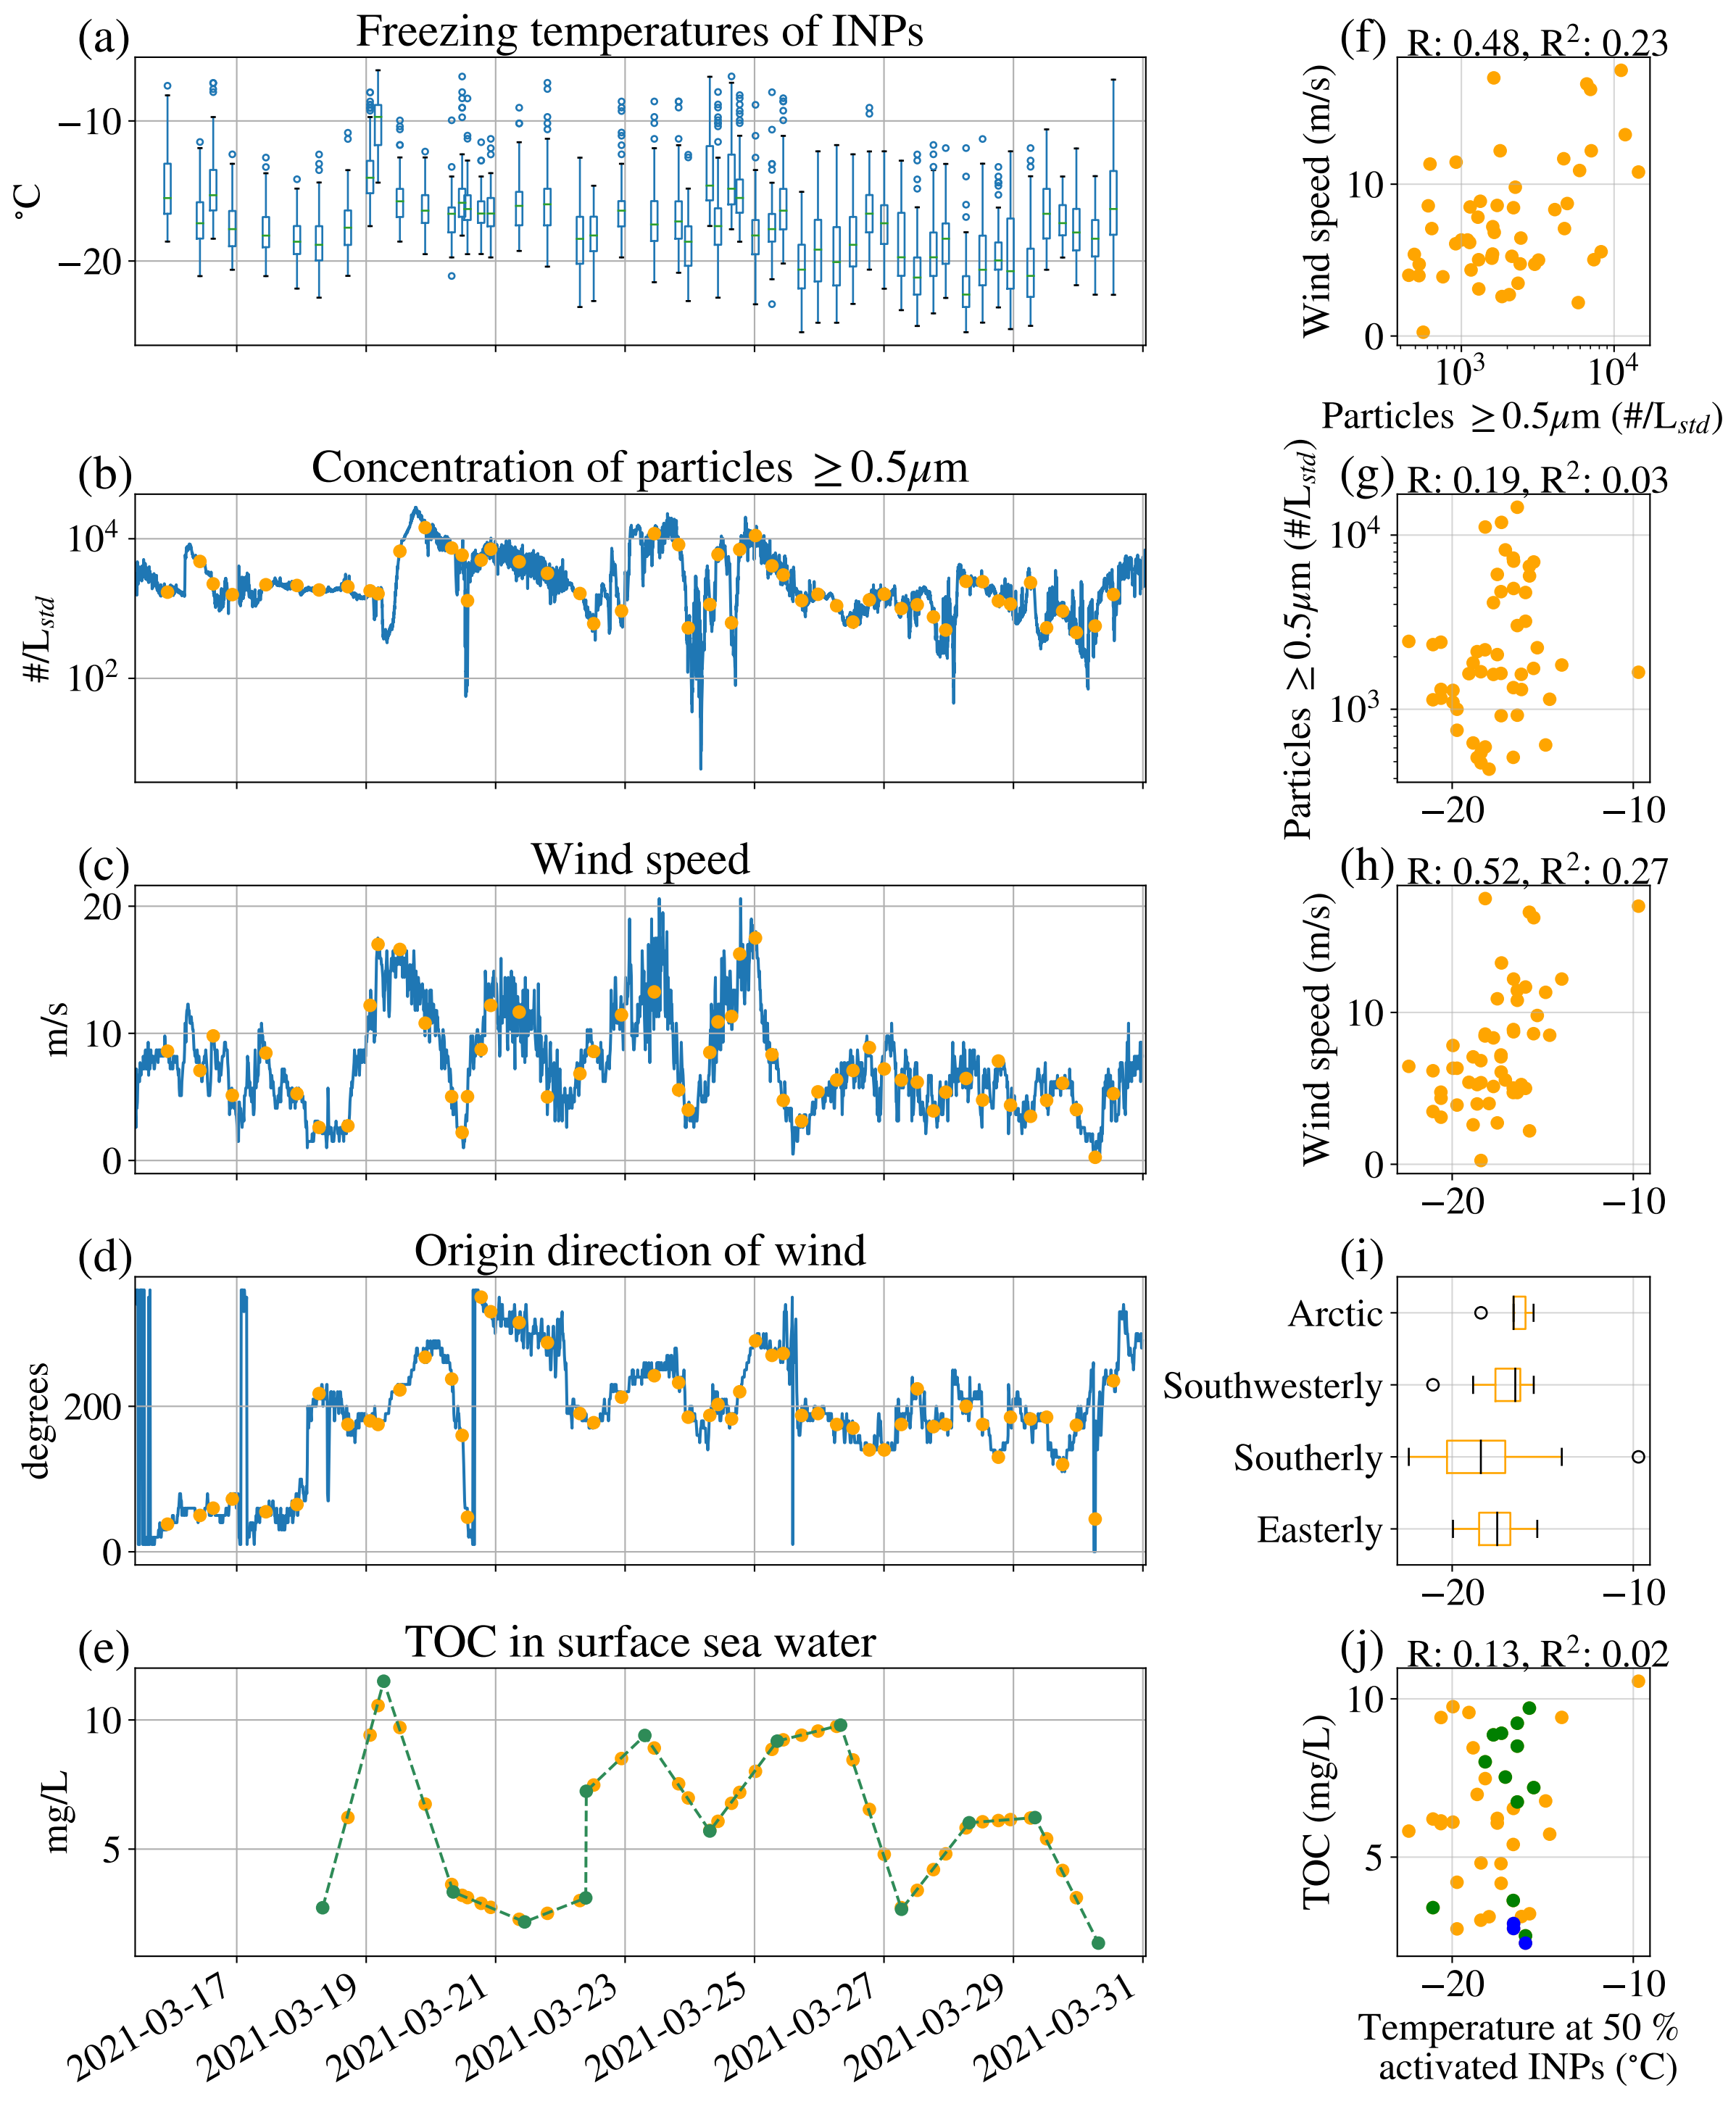 (a) Freezing temperatures of INPs
°C
−10
−20
(b) Concentration of particles ≥0.5μm
#/L_std
10⁴
10²
(c) Wind speed
m/s
20
10
0
(d) Origin direction of wind
degrees
200
0
(e) TOC in surface sea water
mg/L
10
5
2021-03-17
2021-03-19
2021-03-21
2021-03-23
2021-03-25
2021-03-27
2021-03-29
2021-03-31
(f) R: 0.48, R²: 0.23
Wind speed (m/s)
10
0
10³ 10⁴
Particles ≥0.5μm (#/L_std)
(g) R: 0.19, R²: 0.03
Particles ≥0.5μm (#/L_std)
10⁴
10³
−20 −10
(h) R: 0.52, R²: 0.27
Wind speed (m/s)
10
0
−20 −10
(i)
Arctic
Southwesterly
Southerly
Easterly
−20 −10
(j) R: 0.13, R²: 0.02
TOC (mg/L)
10
5
−20 −10
Temperature at 50 %
activated INPs (°C)